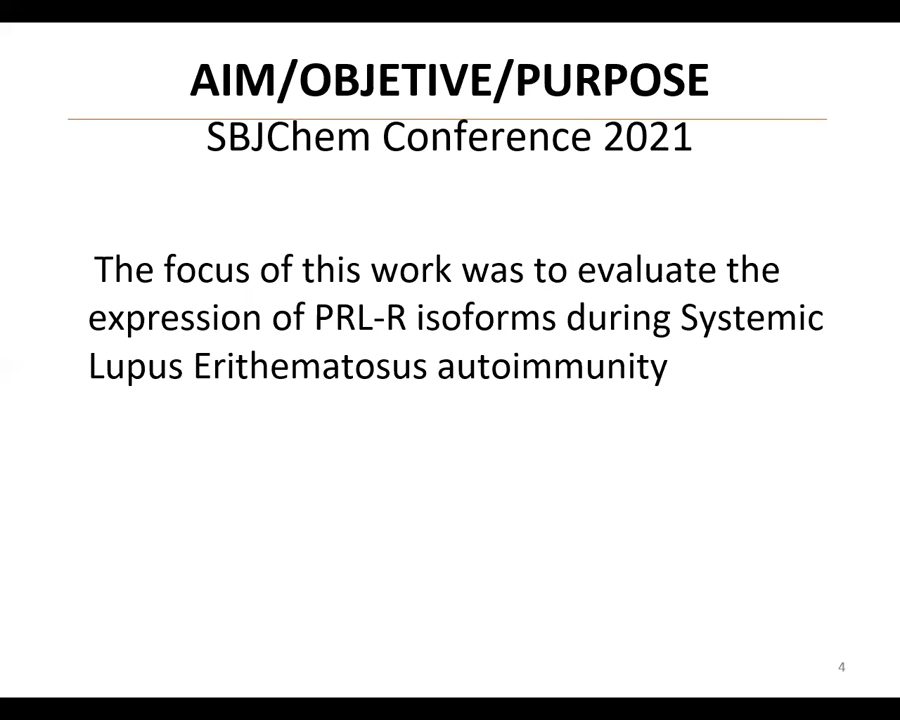 AIM/OBJETIVE/PURPOSE
SBJChem Conference 2021
The focus of this work was to evaluate the
expression of PRL-R isoforms during Systemic
Lupus Erithematosus autoimmunity
4